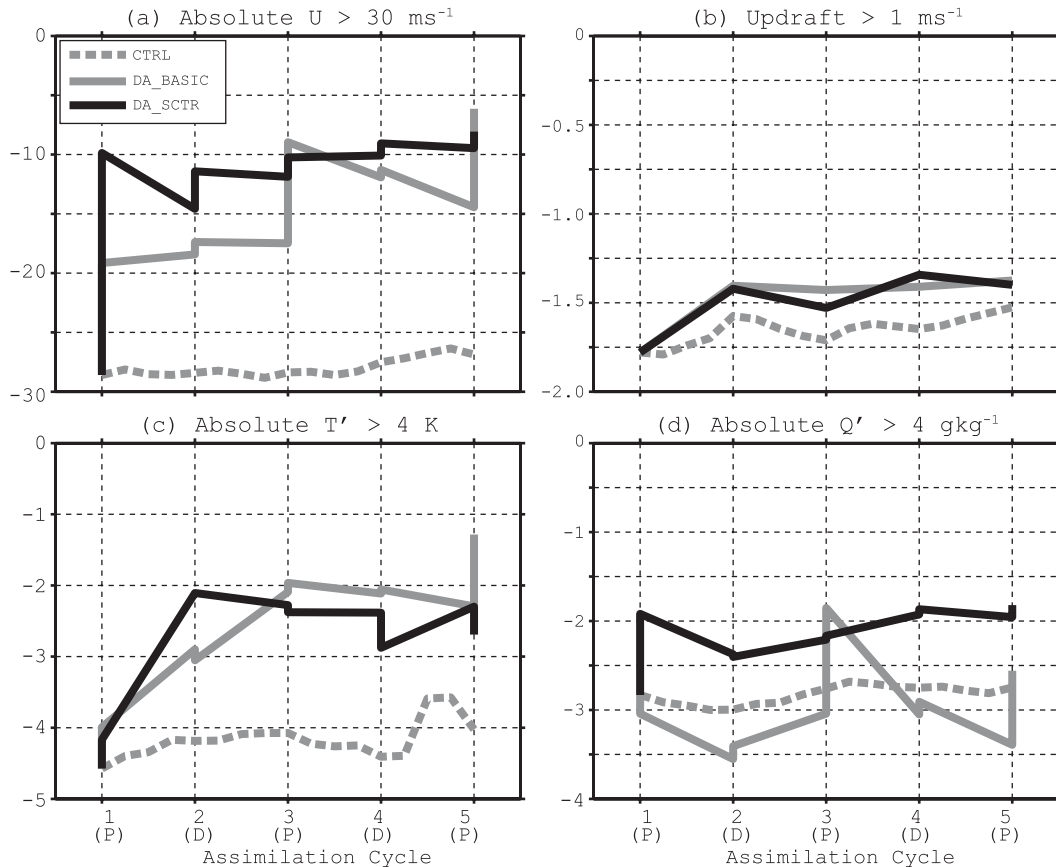 (a) Absolute U > 30 ms⁻¹
0
-10
-20
-30
CTRL
DA_BASIC
DA_SCTR
(b) Updraft > 1 ms⁻¹
0
-0.5
-1.0
-1.5
-2.0
(c) Absolute T′ > 4 K
0
-1
-2
-3
-4
-5
1 2 3 4 5
(P) (D) (P) (D) (P)
Assimilation Cycle
(d) Absolute Q′ > 4 gkg⁻¹
0
-1
-2
-3
-4
1 2 3 4 5
(P) (D) (P) (D) (P)
Assimilation Cycle